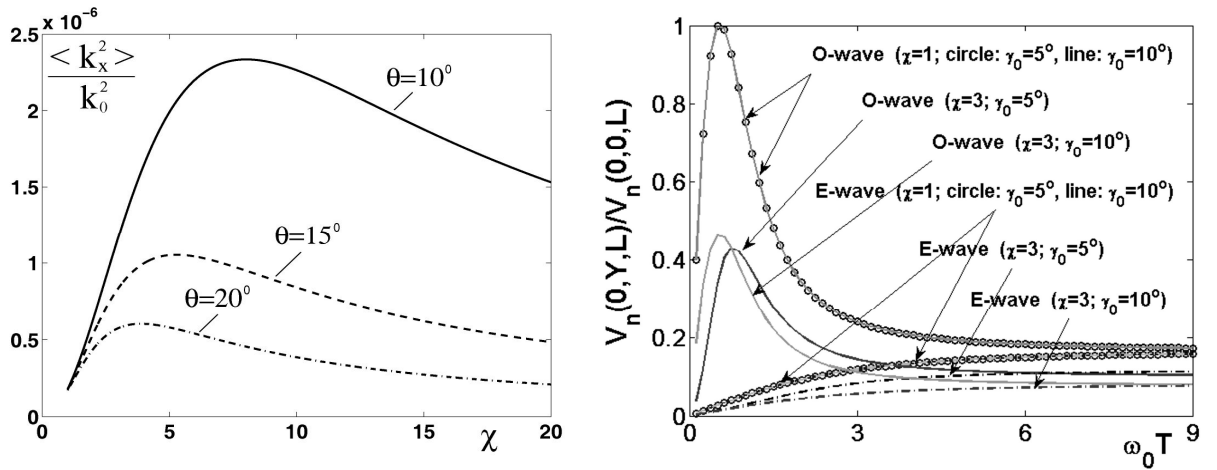 x 10⁻⁶
2.5
2
1.5
1
0.5
0
<k²ₓ>
k²₀
θ=10⁰
θ=15⁰
θ=20⁰
0
5
10
15
20
χ
Vₙ(0,Y,L)/Vₙ(0,0,L)
1
0.8
0.6
0.4
0.2
0
O-wave (χ=1; circle: γ₀=5°, line: γ₀=10°)
O-wave (χ=3; γ₀=5°)
O-wave (χ=3; γ₀=10°)
E-wave (χ=1; circle: γ₀=5°, line: γ₀=10°)
E-wave (χ=3; γ₀=5°)
E-wave (χ=3; γ₀=10°)
0
3
6
9
ω₀T